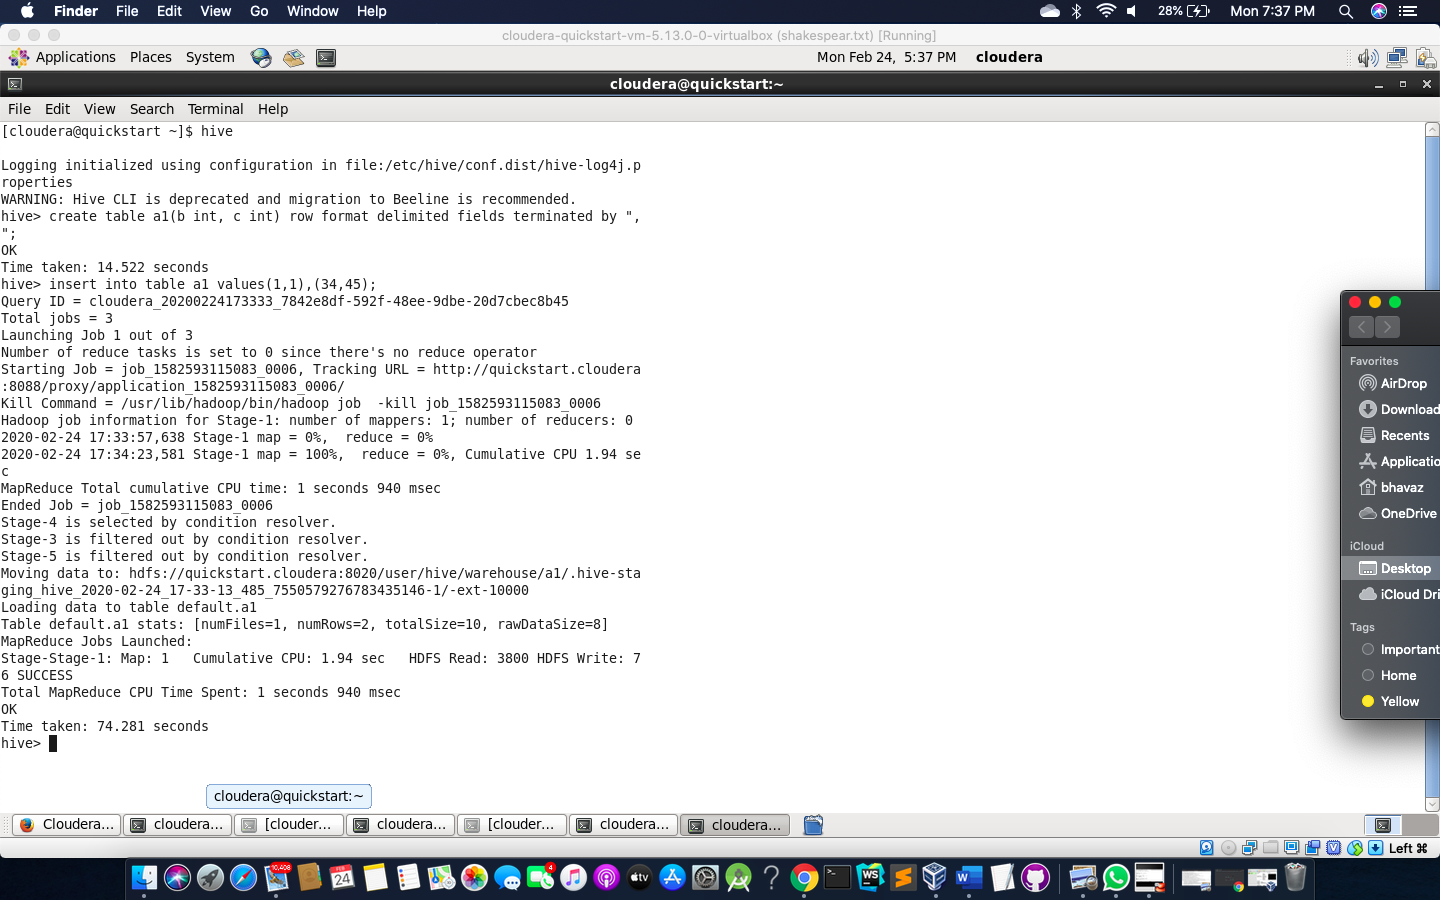 Finder File Edit View Go Window Help 28% Mon 7:37 PM
cloudera-quickstart-vm-5.13.0-0-virtualbox (shakespear.txt) [Running]
Applications Places System Mon Feb 24, 5:37 PM cloudera
cloudera@quickstart:~
File Edit View Search Terminal Help
[cloudera@quickstart ~]$ hive
Logging initialized using configuration in file:/etc/hive/conf.dist/hive-log4j.p
roperties
WARNING: Hive CLI is deprecated and migration to Beeline is recommended.
hive> create table a1(b int, c int) row format delimited fields terminated by ",
";
OK
Time taken: 14.522 seconds
hive> insert into table a1 values(1,1),(34,45);
Query ID = cloudera_20200224173333_7842e8df-592f-48ee-9dbe-20d7cbec8b45
Total jobs = 3
Launching Job 1 out of 3
Number of reduce tasks is set to 0 since there's no reduce operator
Starting Job = job_1582593115083_0006, Tracking URL = http://quickstart.cloudera
:8088/proxy/application_1582593115083_0006/
Kill Command = /usr/lib/hadoop/bin/hadoop job  -kill job_1582593115083_0006
Hadoop job information for Stage-1: number of mappers: 1; number of reducers: 0
2020-02-24 17:33:57,638 Stage-1 map = 0%,  reduce = 0%
2020-02-24 17:34:23,581 Stage-1 map = 100%,  reduce = 0%, Cumulative CPU 1.94 se
c
MapReduce Total cumulative CPU time: 1 seconds 940 msec
Ended Job = job_1582593115083_0006
Stage-4 is selected by condition resolver.
Stage-3 is filtered out by condition resolver.
Stage-5 is filtered out by condition resolver.
Moving data to: hdfs://quickstart.cloudera:8020/user/hive/warehouse/a1/.hive-sta
ging_hive_2020-02-24_17-33-13_485_7550579276783435146-1/-ext-10000
Loading data to table default.a1
Table default.a1 stats: [numFiles=1, numRows=2, totalSize=10, rawDataSize=8]
MapReduce Jobs Launched:
Stage-Stage-1: Map: 1   Cumulative CPU: 1.94 sec   HDFS Read: 3800 HDFS Write: 7
6 SUCCESS
Total MapReduce CPU Time Spent: 1 seconds 940 msec
OK
Time taken: 74.281 seconds
hive>
Favorites
AirDrop
Download
Recents
Applicatio
bhavaz
OneDrive
iCloud
Desktop
iCloud Dri
Tags
Important
Home
Yellow
cloudera@quickstart:~
Cloudera... cloudera... [clouder... cloudera... [clouder... cloudera... cloudera...
Left ⌘
10,408
FEB
24
4
tv
WS
W